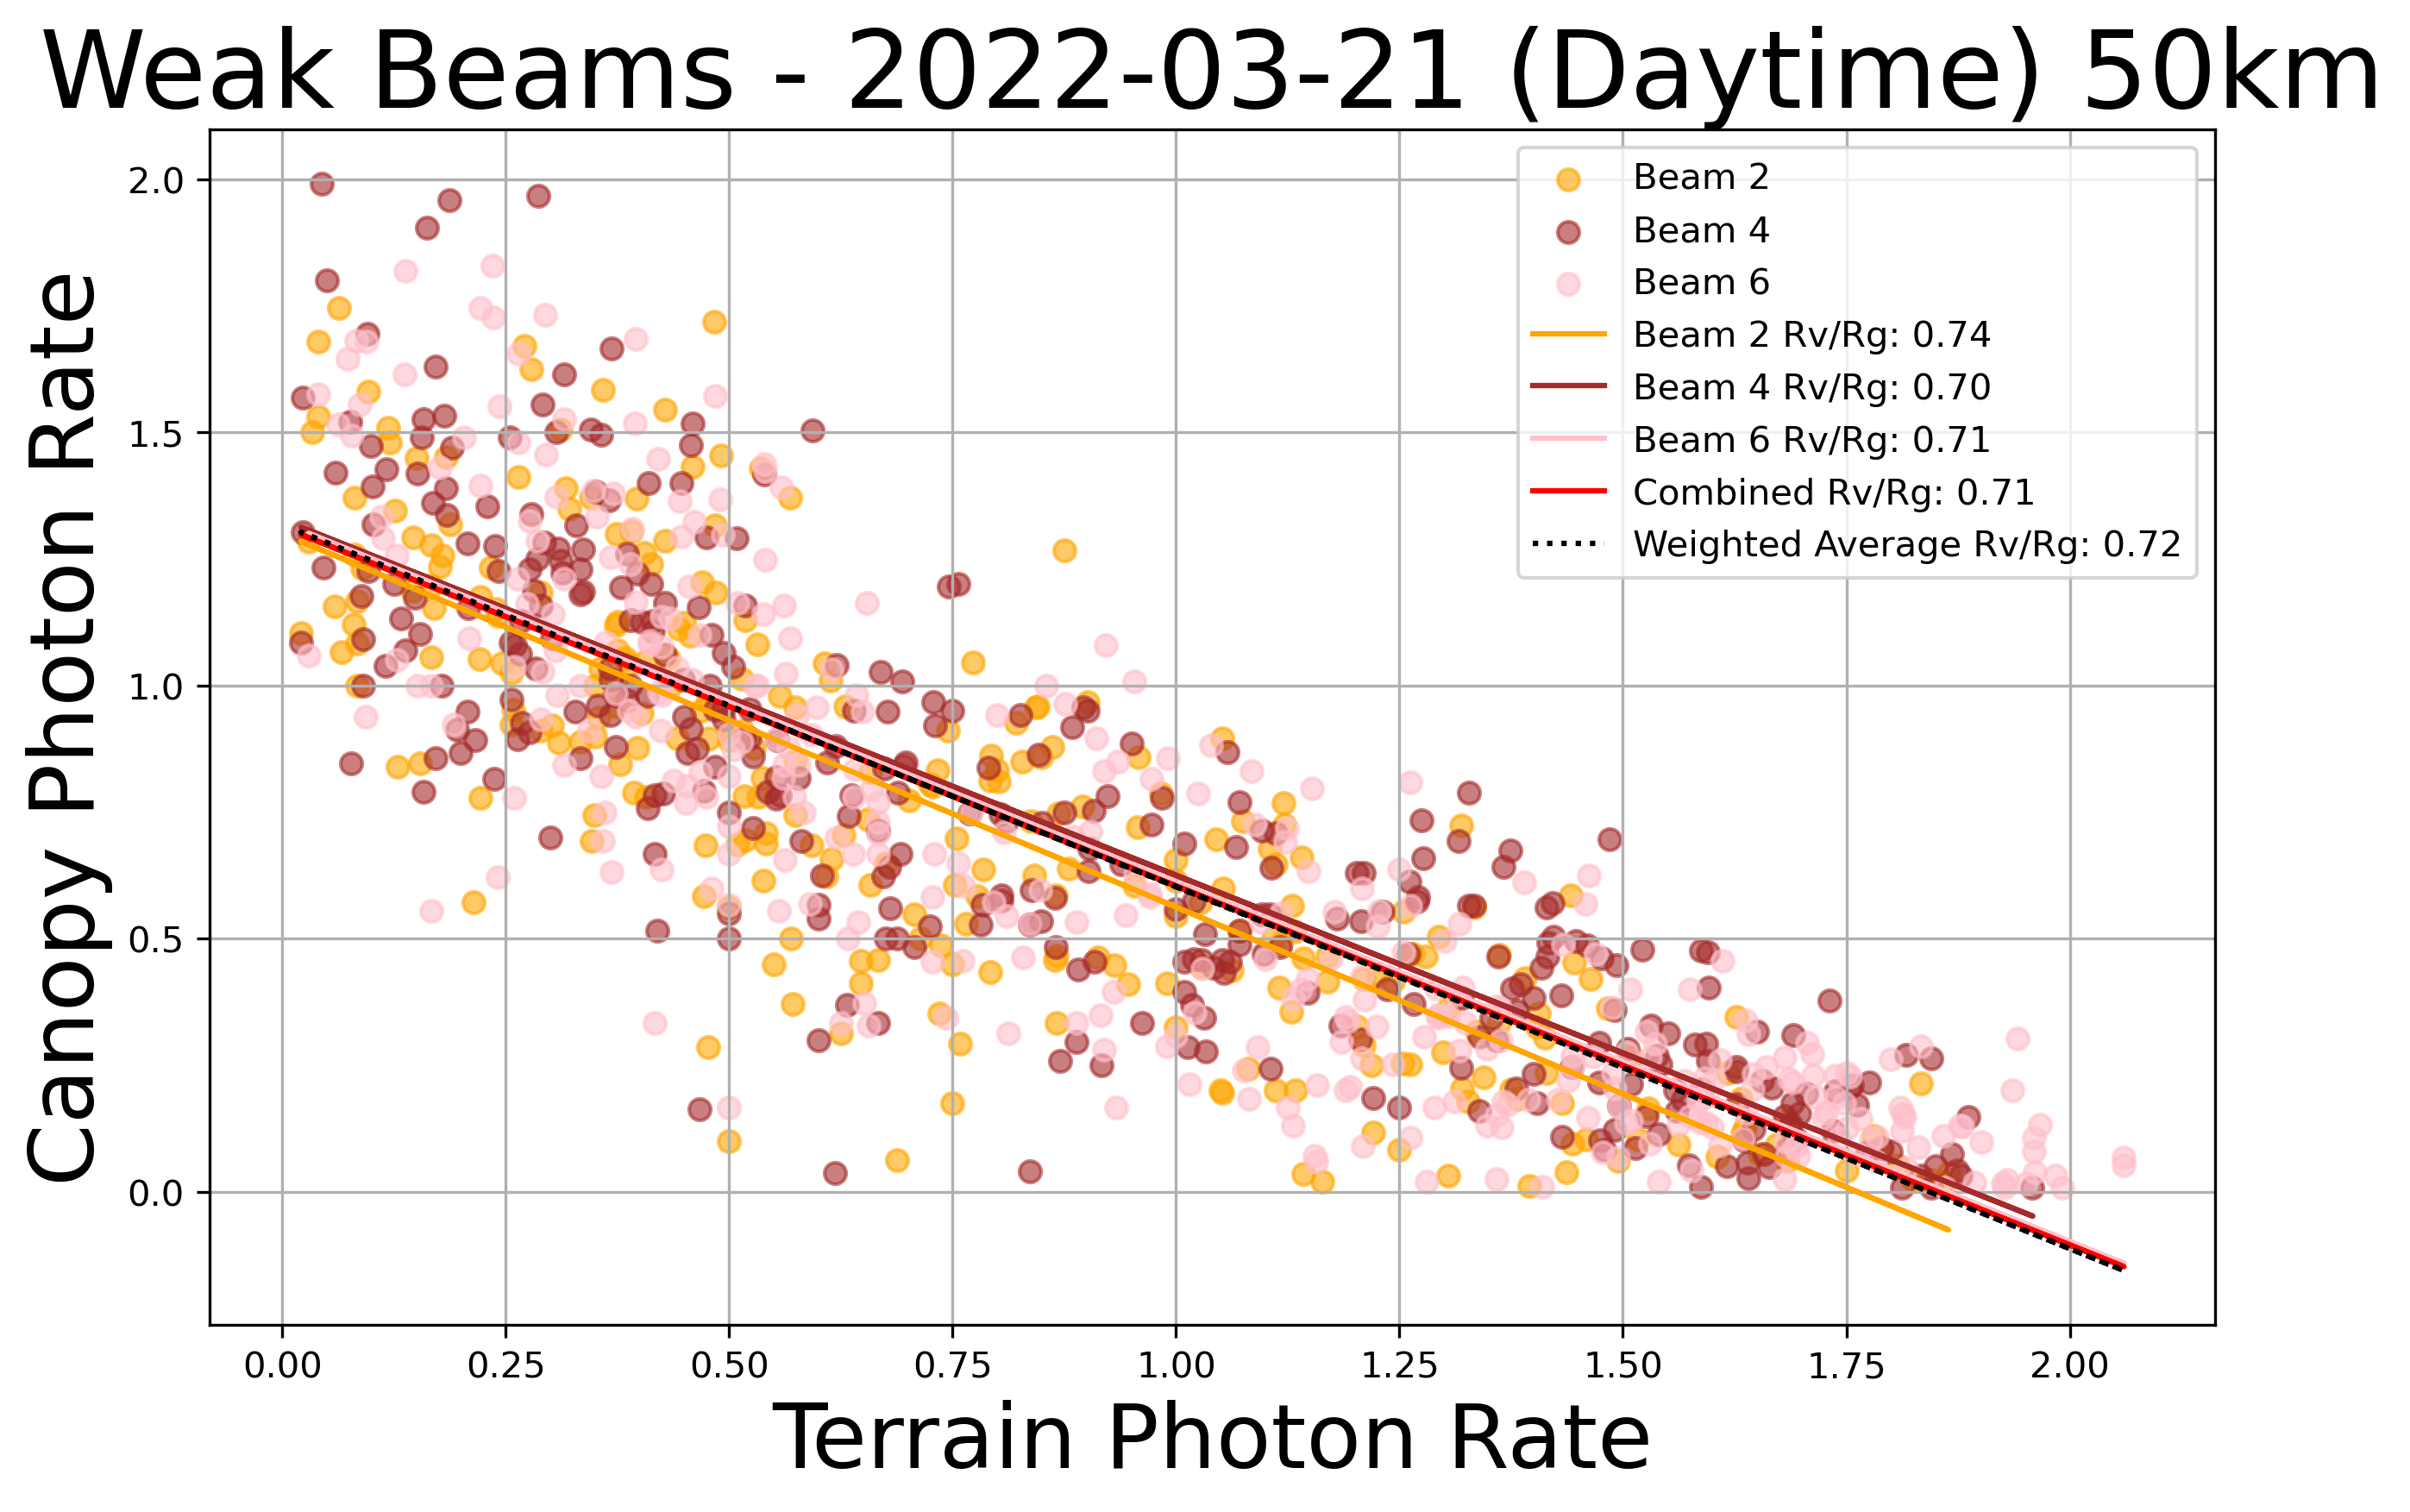 Weak Beams - 2022-03-21 (Daytime) 50km
Canopy Photon Rate
2.0
1.5
1.0
0.5
0.0
Beam 2
Beam 4
Beam 6
Beam 2 Rv/Rg: 0.74
Beam 4 Rv/Rg: 0.70
Beam 6 Rv/Rg: 0.71
Combined Rv/Rg: 0.71
Weighted Average Rv/Rg: 0.72
0.00 0.25 0.50 0.75 1.00 1.25 1.50 1.75 2.00
Terrain Photon Rate